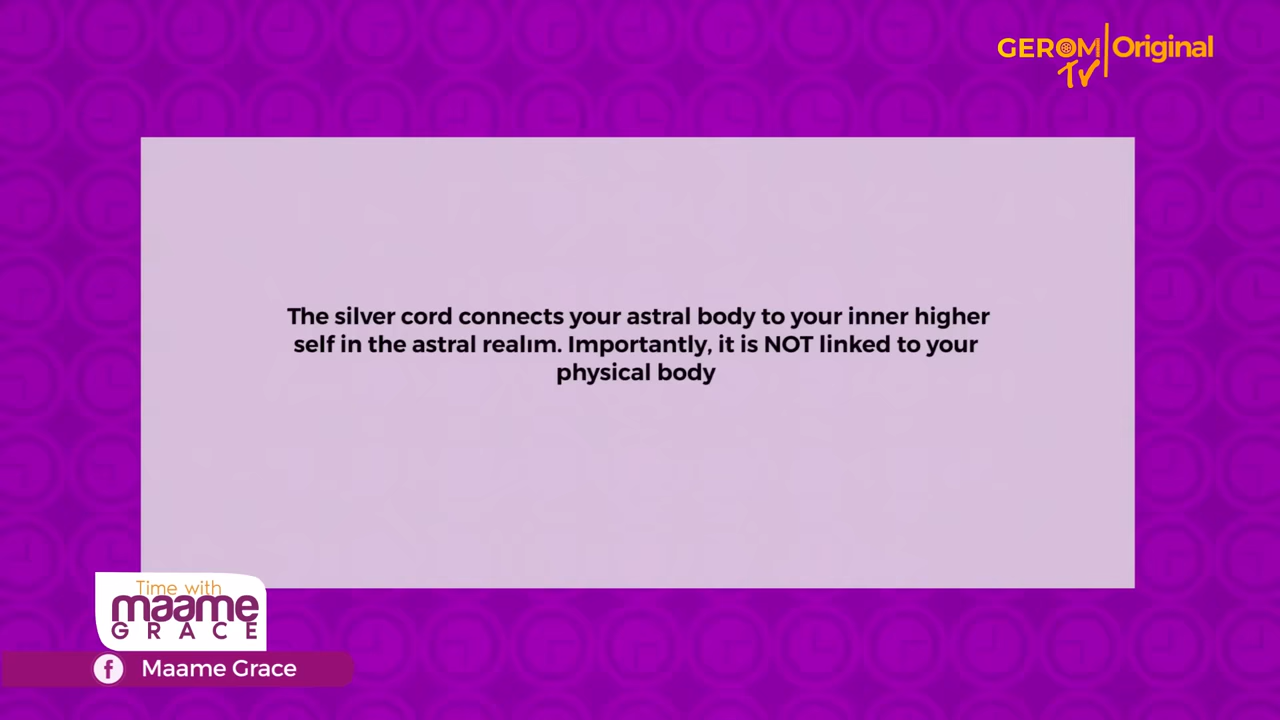 GEROM TV | Original
The silver cord connects your astral body to your inner higher
self in the astral realım. Importantly, it is NOT linked to your
physical body
Time with
maame
GRACE
Maame Grace